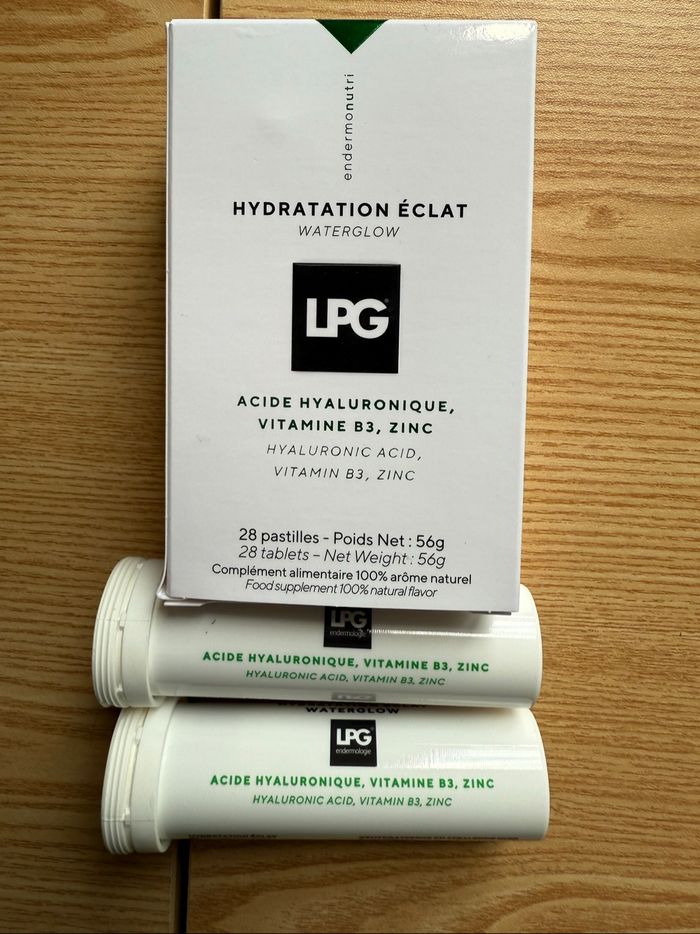 endermonutri
HYDRATATION ÉCLAT
WATERGLOW
LPG
ACIDE HYALURONIQUE,
VITAMINE B3, ZINC
HYALURONIC ACID,
VITAMIN B3, ZINC
28 pastilles - Poids Net : 56g
28 tablets - Net Weight : 56g
Complément alimentaire 100% arôme naturel
Food supplement 100% natural flavor
LPG
endermologie
ACIDE HYALURONIQUE, VITAMINE B3, ZINC
HYALURONIC ACID, VITAMIN B3, ZINC
WATERGLOW
LPG
endermologie
ACIDE HYALURONIQUE, VITAMINE B3, ZINC
HYALURONIC ACID, VITAMIN B3, ZINC